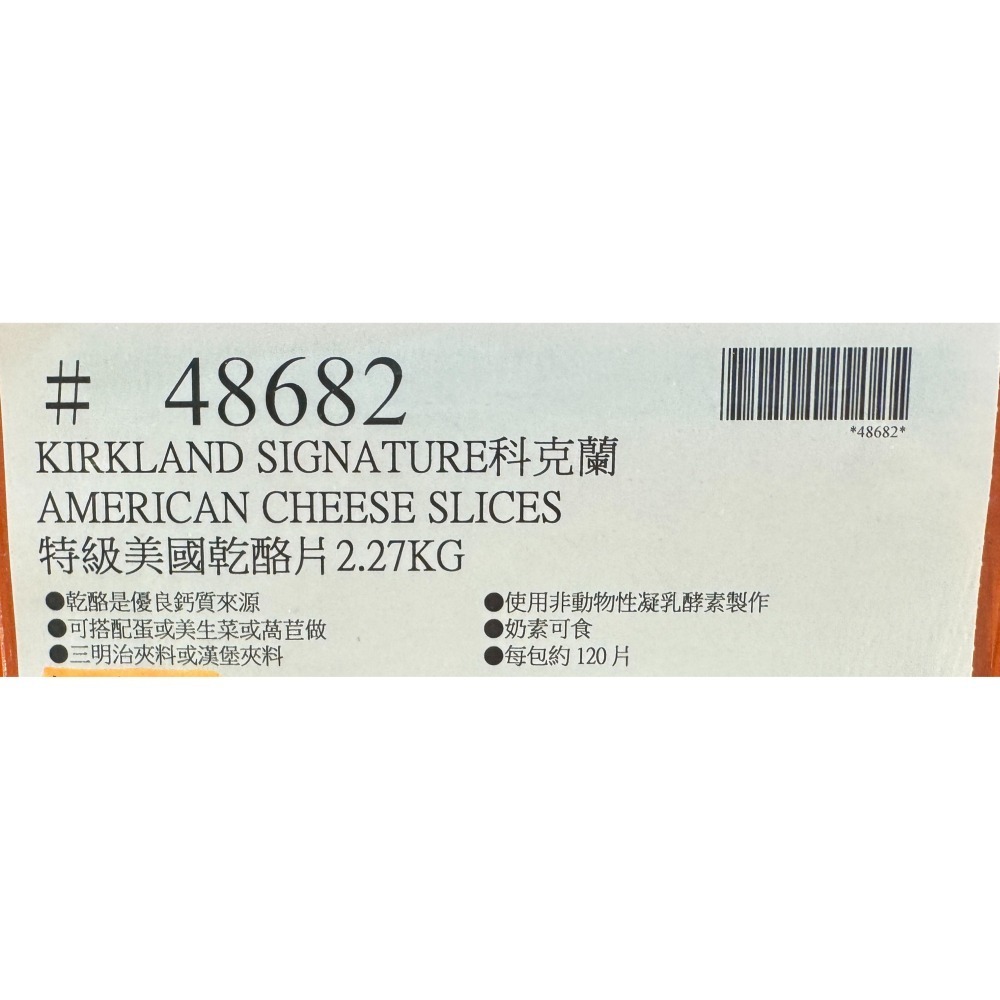 # 48682
*48682*
KIRKLAND SIGNATURE科克蘭
AMERICAN CHEESE SLICES
特級美國乾酪片2.27KG
●乾酪是優良鈣質來源
●可搭配蛋或美生菜或萵苣做
●三明治夾料或漢堡夾料
●使用非動物性凝乳酵素製作
●奶素可食
●每包約 120 片